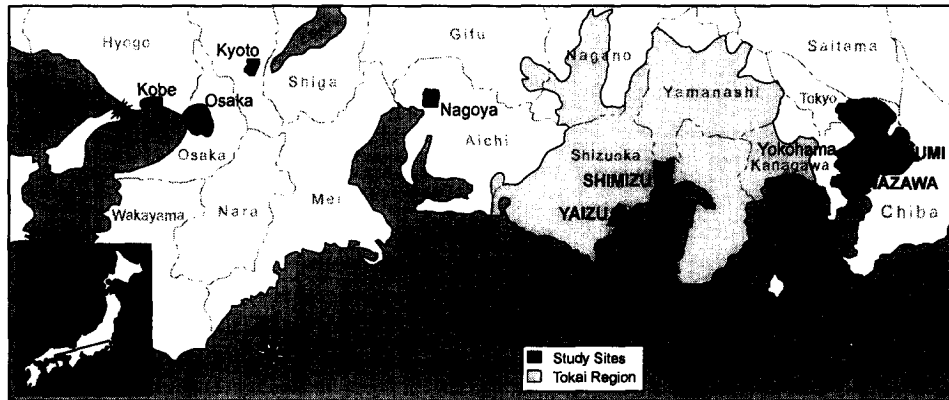 Hyogo
Kyoto
Shiga
Gifu
Nagano
Saitama
Yamanashi
Tokyo
Kobe
Osaka
Nagoya
Aichi
Osaka
Shizuoka
SHIMIZU
Yokohama
Kanagawa
Wakayama
Nara
Mei
YAIZU
Chiba
Study Sites
Tokai Region